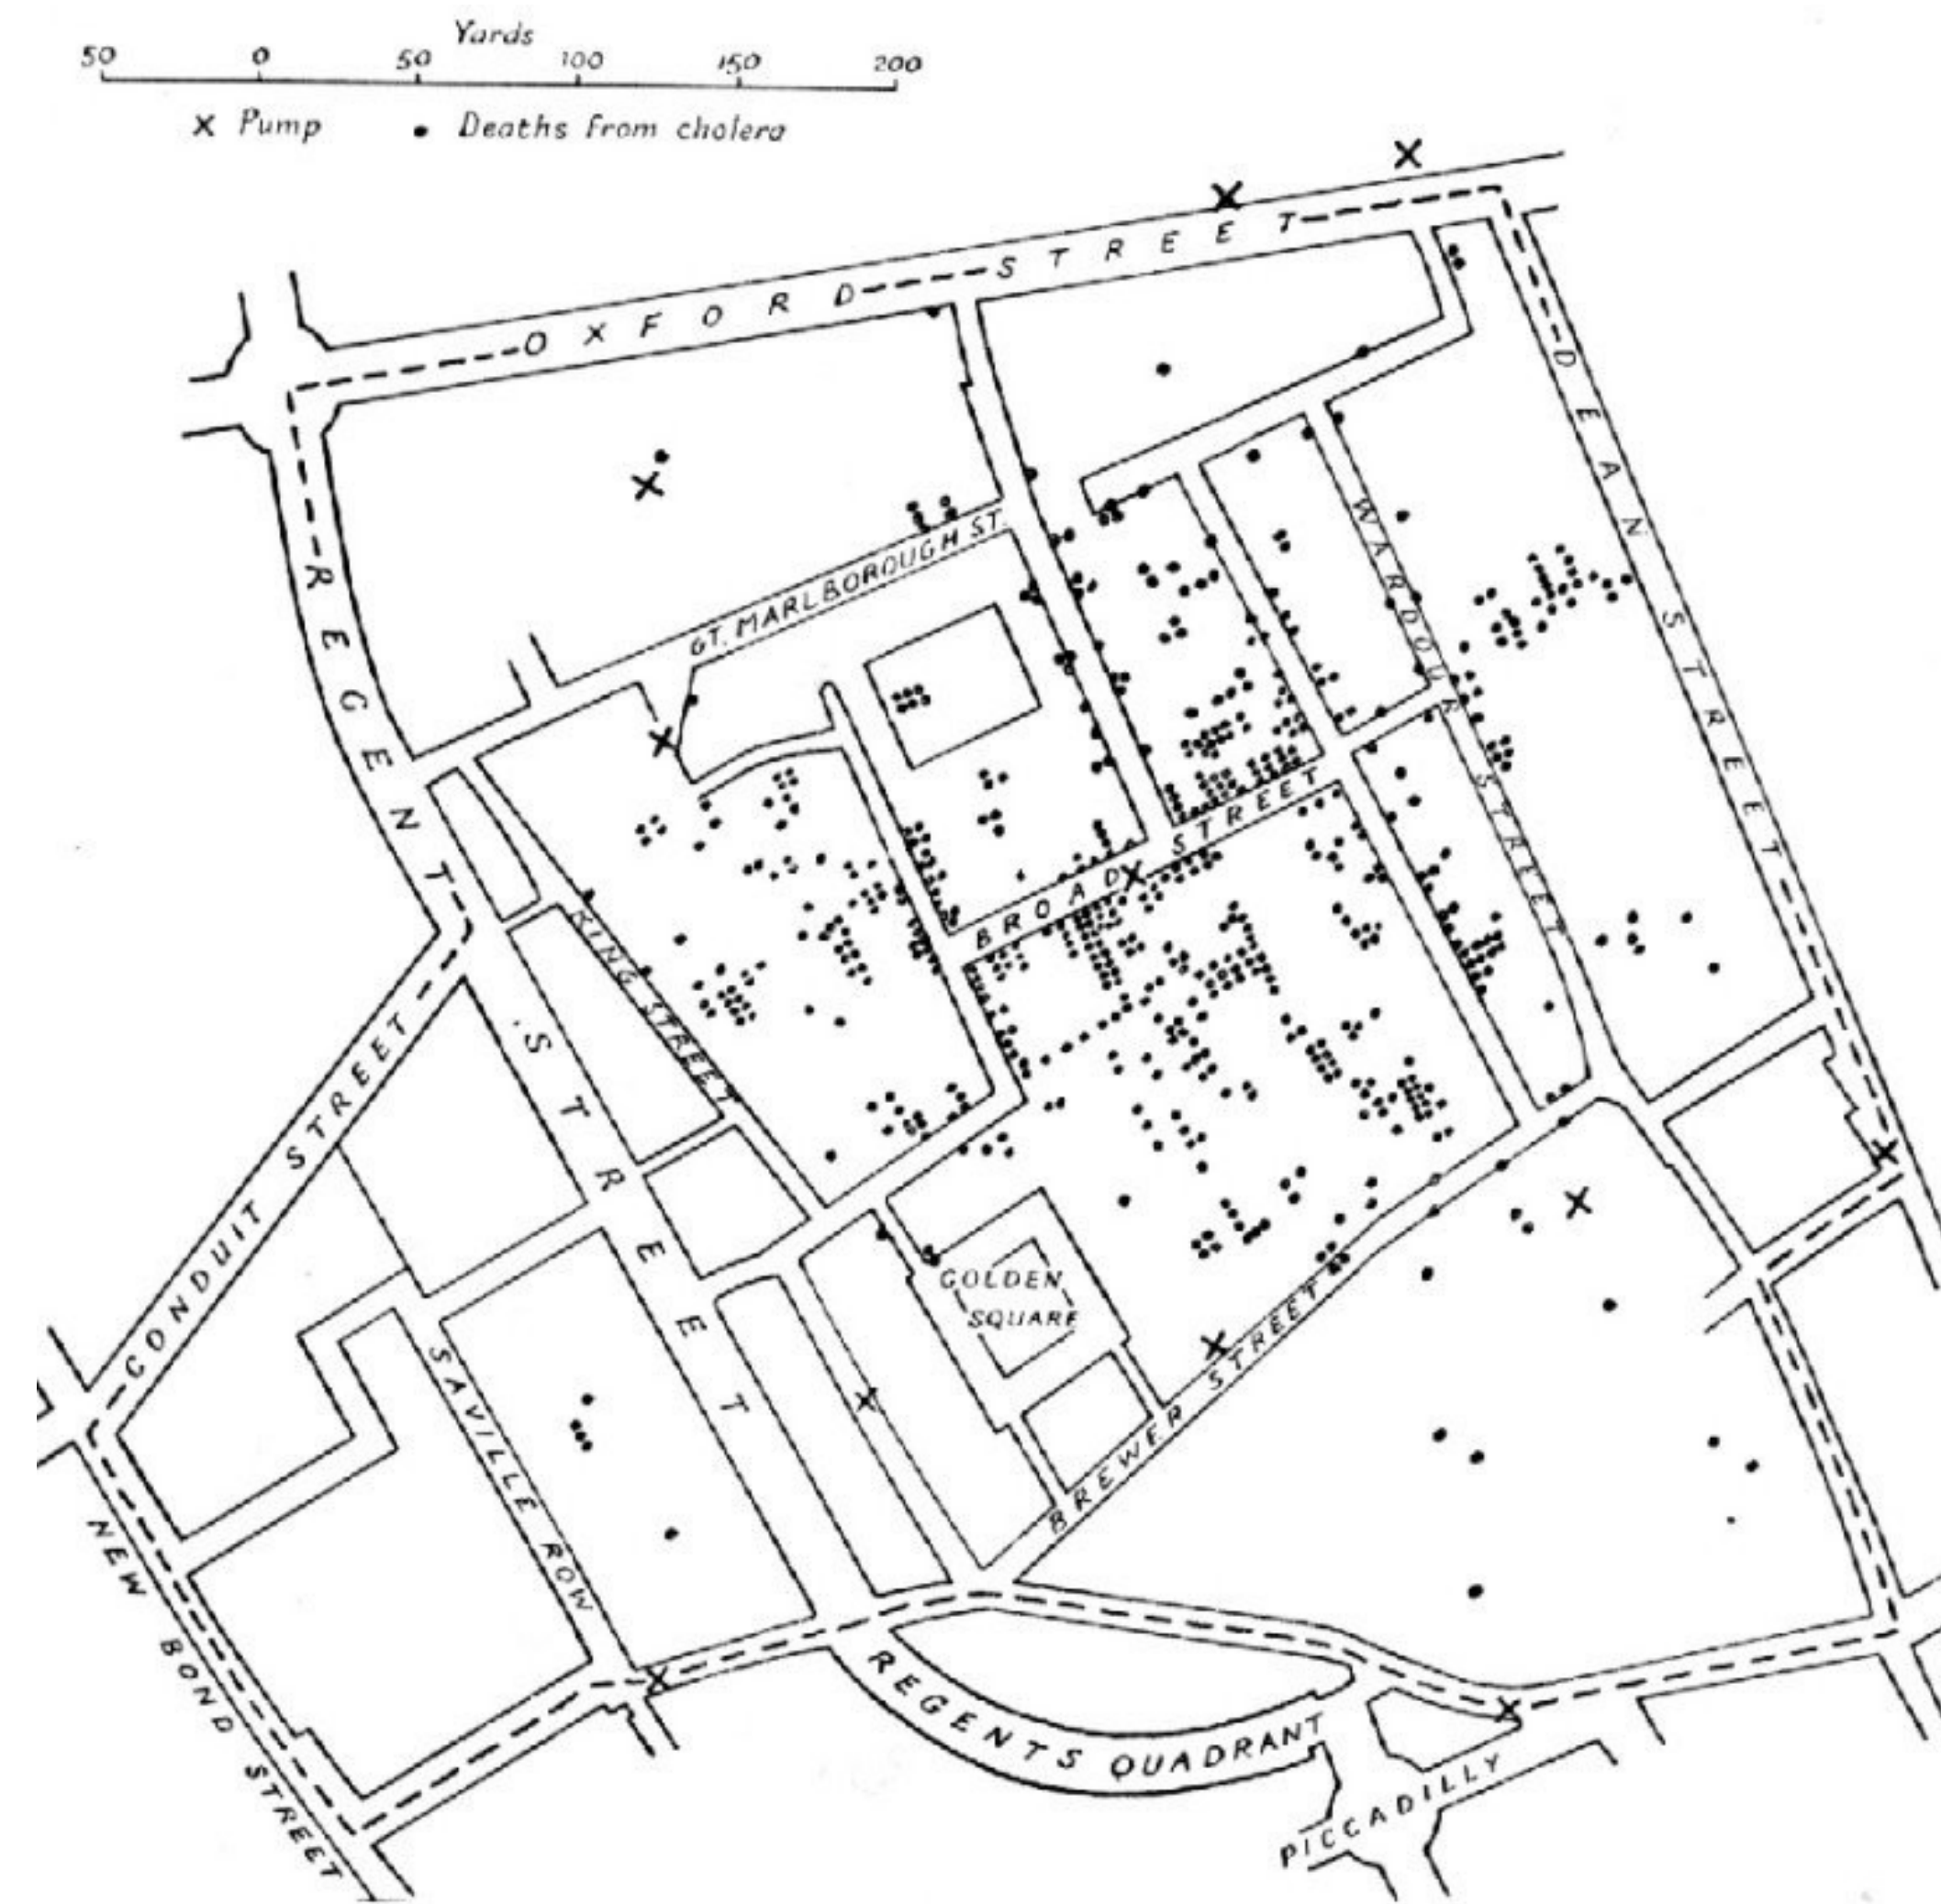 Yards
50 0 50 100 150 200
x Pump • Deaths from cholera
OXFORD STREET
REGENT STREET
DEAN STREET
WARDOUR STREET
GT. MARLBOROUGH ST.
BROAD STREET
KING STREET
CONDUIT STREET
GOLDEN
SQUARE
BREWER STREET
SAVILLE ROW
NEW BOND STREET
REGENTS QUADRANT
PICCADILLY